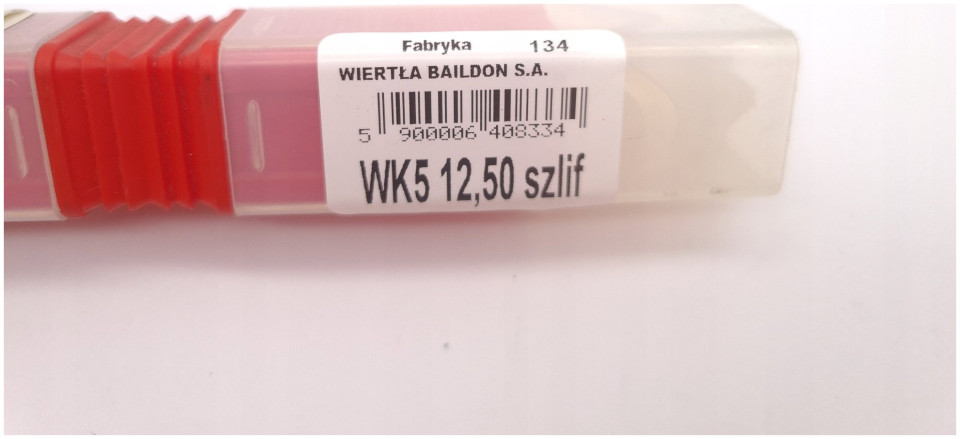 Fabryka 134
WIERTŁA BAILDON S.A.
5 900006 408334
WK5 12,50 szlif